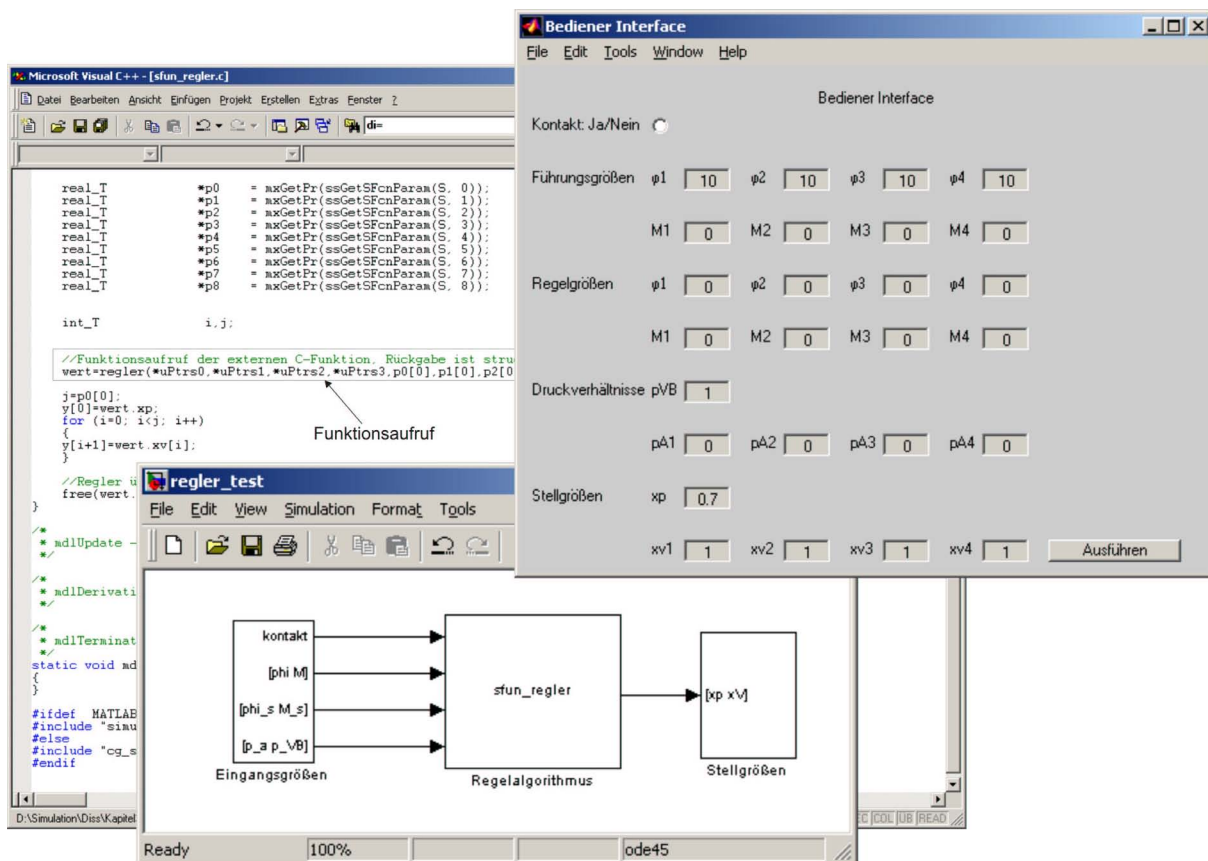 Bediener Interface
File Edit Tools Window Help
Bediener Interface
Kontakt: Ja/Nein
Führungsgrößen φ1 10 φ2 10 φ3 10 φ4 10
M1 0 M2 0 M3 0 M4 0
Regelgrößen φ1 0 φ2 0 φ3 0 φ4 0
M1 0 M2 0 M3 0 M4 0
Druckverhältnisse pVB 1
pA1 0 pA2 0 pA3 0 pA4 0
Stellgrößen xp 0.7
xv1 1 xv2 1 xv3 1 xv4 1 Ausführen
Microsoft Visual C++ - [sfun_regler.c]
Datei Bearbeiten Ansicht Einfügen Projekt Erstellen Extras Fenster ?
di=
real_T *p0 = mxGetPr(ssGetSFcnParam(S, 0));
real_T *p1 = mxGetPr(ssGetSFcnParam(S, 1));
real_T *p2 = mxGetPr(ssGetSFcnParam(S, 2));
real_T *p3 = mxGetPr(ssGetSFcnParam(S, 3));
real_T *p4 = mxGetPr(ssGetSFcnParam(S, 4));
real_T *p5 = mxGetPr(ssGetSFcnParam(S, 5));
real_T *p6 = mxGetPr(ssGetSFcnParam(S, 6));
real_T *p7 = mxGetPr(ssGetSFcnParam(S, 7));
real_T *p8 = mxGetPr(ssGetSFcnParam(S, 8));
int_T i,j;
//Funktionsaufruf der externen C-Funktion, Rückgabe ist stru
wert=regler(*uPtrs0,*uPtrs1,*uPtrs2,*uPtrs3,p0[0],p1[0],p2[0
j=p0[0];
y[0]=wert.xp;
for (i=0; i<j; i++)
{
y[i+1]=wert.xv[i];
}
Funktionsaufruf
//Regler ü
free(wert.
}
/*
* mdlUpdate -
*/
/*
* mdlDerivati
*/
/*
* mdlTerminat
*/
static void md
{
}
#ifdef MATLAB
#include "simu
#else
#include "cg_s
#endif
D:\Simulation\Diss\Kapitel
COL ÜB READ
regler_test
File Edit View Simulation Format Tools
kontakt
[phi M]
[phi_s M_s]
[p_a p_VB]
Eingangsgrößen
sfun_regler
Regelalgorithmus
[xp xV]
Stellgrößen
Ready 100% ode45